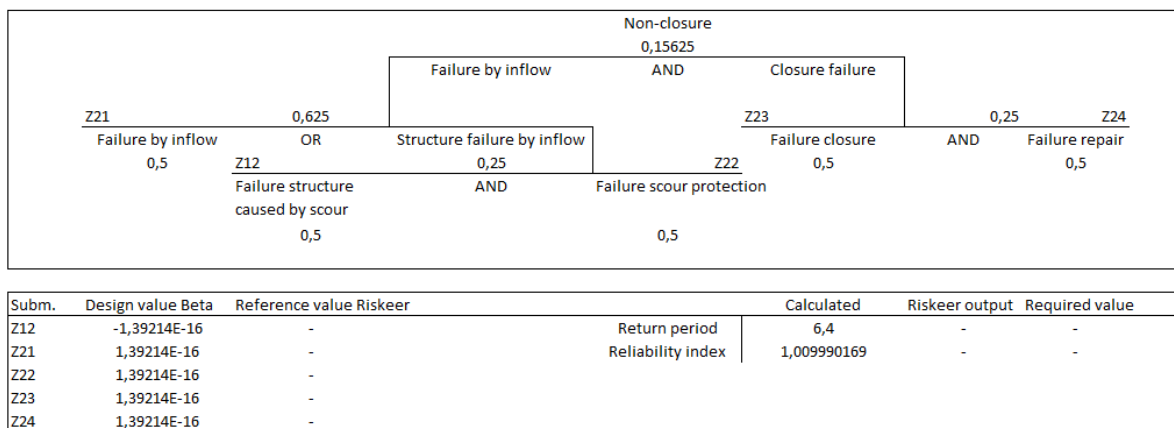 Non-closure
0,15625
Failure by inflow AND Closure failure
Z21 0,625 Z23 0,25 Z24
Failure by inflow OR Structure failure by inflow Failure closure AND Failure repair
0,5 Z12 0,25 Z22 0,5 0,5
Failure structure AND Failure scour protection
caused by scour
0,5 0,5
Subm. Design value Beta Reference value Riskeer Calculated Riskeer output Required value
Z12 -1,39214E-16 - Return period 6,4 - -
Z21 1,39214E-16 - Reliability index 1,009990169 - -
Z22 1,39214E-16 -
Z23 1,39214E-16 -
Z24 1,39214E-16 -